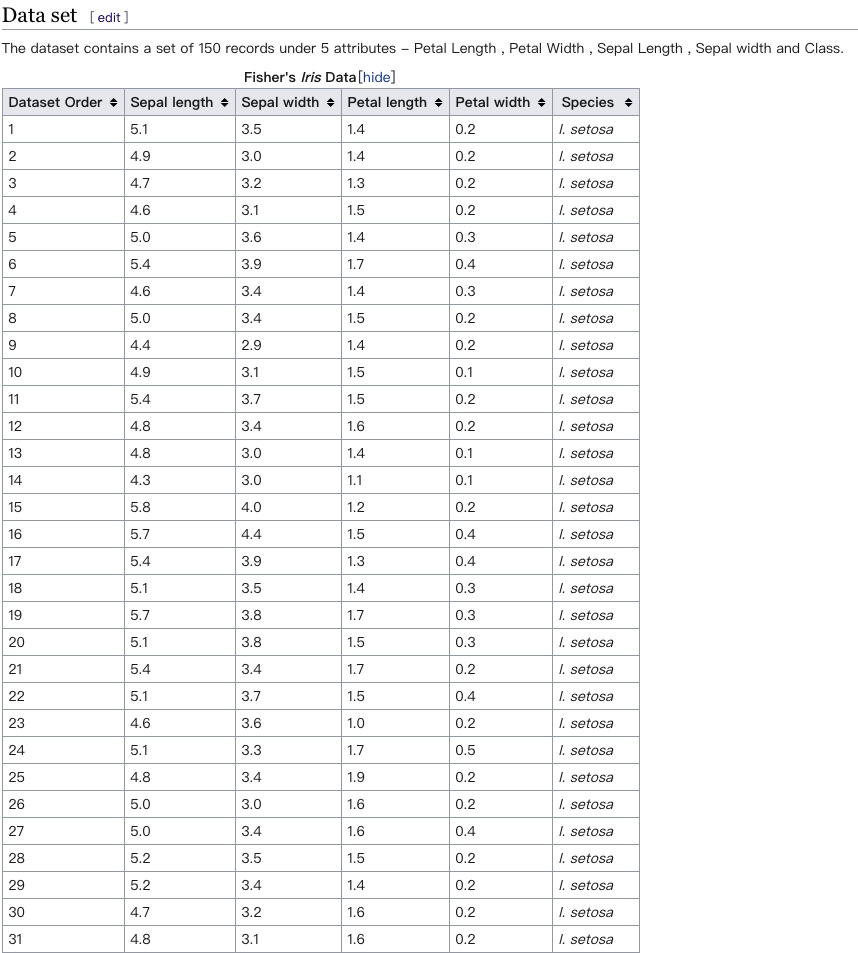 Data set [ edit ]
The dataset contains a set of 150 records under 5 attributes – Petal Length , Petal Width , Sepal Length , Sepal width and Class.
Fisher's Iris Data[hide]
Dataset Order Sepal length Sepal width Petal length Petal width Species
1 5.1 3.5 1.4 0.2 I. setosa
2 4.9 3.0 1.4 0.2 I. setosa
3 4.7 3.2 1.3 0.2 I. setosa
4 4.6 3.1 1.5 0.2 I. setosa
5 5.0 3.6 1.4 0.3 I. setosa
6 5.4 3.9 1.7 0.4 I. setosa
7 4.6 3.4 1.4 0.3 I. setosa
8 5.0 3.4 1.5 0.2 I. setosa
9 4.4 2.9 1.4 0.2 I. setosa
10 4.9 3.1 1.5 0.1 I. setosa
11 5.4 3.7 1.5 0.2 I. setosa
12 4.8 3.4 1.6 0.2 I. setosa
13 4.8 3.0 1.4 0.1 I. setosa
14 4.3 3.0 1.1 0.1 I. setosa
15 5.8 4.0 1.2 0.2 I. setosa
16 5.7 4.4 1.5 0.4 I. setosa
17 5.4 3.9 1.3 0.4 I. setosa
18 5.1 3.5 1.4 0.3 I. setosa
19 5.7 3.8 1.7 0.3 I. setosa
20 5.1 3.8 1.5 0.3 I. setosa
21 5.4 3.4 1.7 0.2 I. setosa
22 5.1 3.7 1.5 0.4 I. setosa
23 4.6 3.6 1.0 0.2 I. setosa
24 5.1 3.3 1.7 0.5 I. setosa
25 4.8 3.4 1.9 0.2 I. setosa
26 5.0 3.0 1.6 0.2 I. setosa
27 5.0 3.4 1.6 0.4 I. setosa
28 5.2 3.5 1.5 0.2 I. setosa
29 5.2 3.4 1.4 0.2 I. setosa
30 4.7 3.2 1.6 0.2 I. setosa
31 4.8 3.1 1.6 0.2 I. setosa